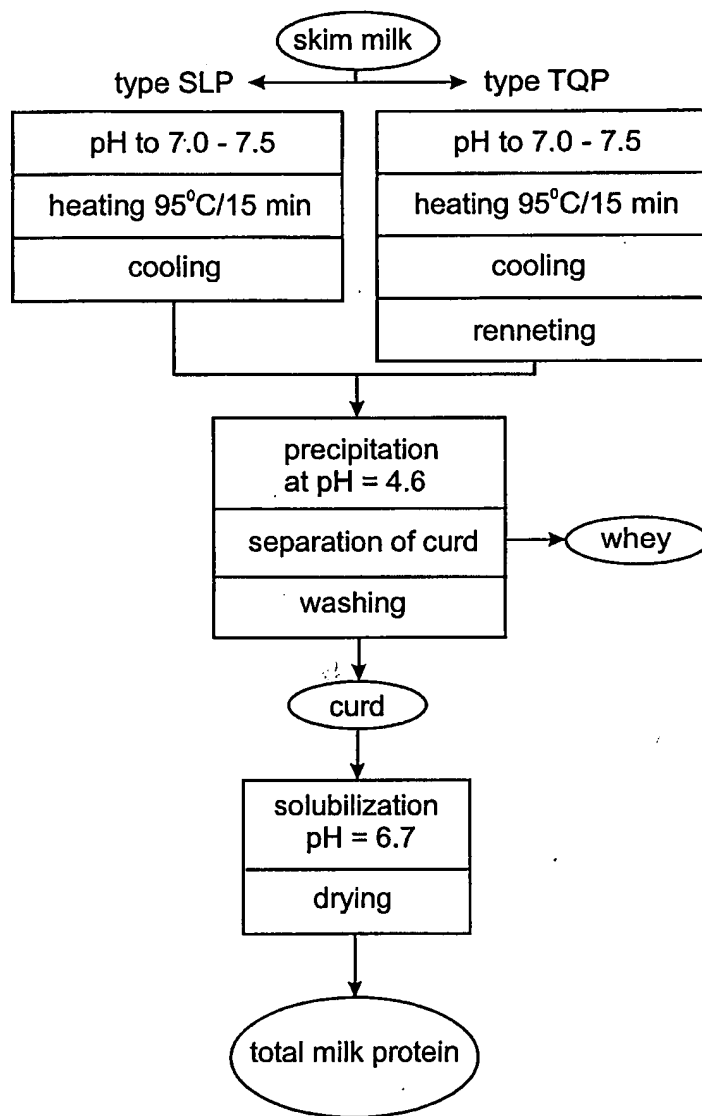 skim milk
type SLP
type TQP
pH to 7.0 - 7.5
heating 95⁰C/15 min
cooling
pH to 7.0 - 7.5
heating 95⁰C/15 min
cooling
renneting
precipitation
at pH = 4.6
separation of curd
whey
washing
curd
solubilization
pH = 6.7
drying
total milk protein